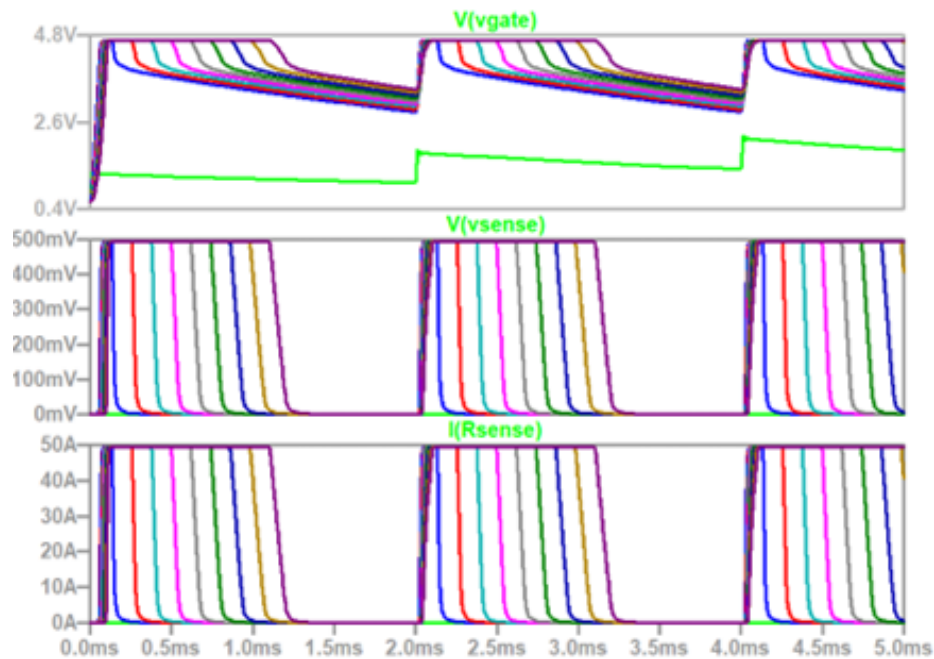 V(vgate)
4.8V
2.6V
0.4V
V(vsense)
500mV
400mV
300mV
200mV
100mV
0mV
I(Rsense)
50A
40A
30A
20A
10A
0A
0.0ms 0.5ms 1.0ms 1.5ms 2.0ms 2.5ms 3.0ms 3.5ms 4.0ms 4.5ms 5.0ms